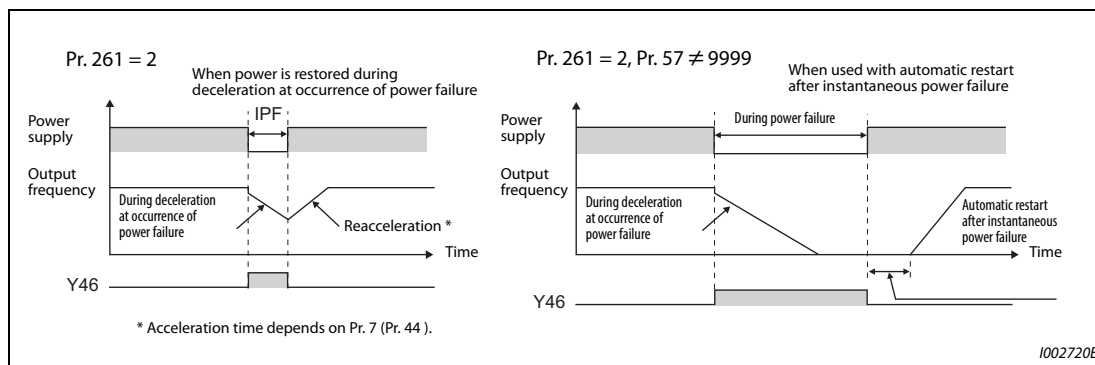 Pr. 261 = 2
When power is restored during
deceleration at occurrence of power failure
IPF
Power
supply
Output
frequency
During deceleration
at occurrence of
power failure
Reacceleration *
Time
Y46
* Acceleration time depends on Pr. 7 (Pr. 44 ).
Pr. 261 = 2, Pr. 57 ≠ 9999
When used with automatic restart
after instantaneous power failure
During power failure
Power
supply
Output
frequency
During deceleration
at occurrence of
power failure
Automatic restart
after instantaneous
power failure
Time
Y46
I002720E